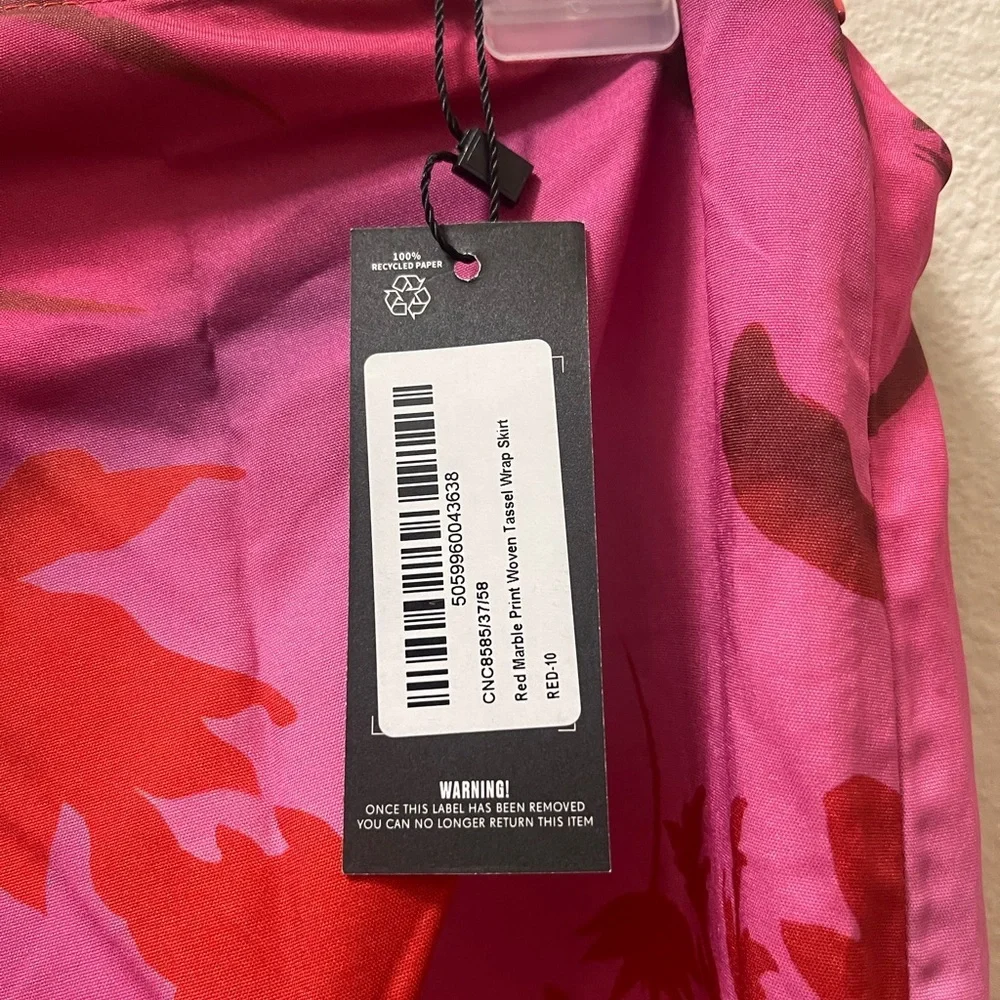 100%
RECYCLED PAPER
5059960043638
CNC8585/37/58
Red Marble Print Woven Tassel Wrap Skirt
RED-10
WARNING!
ONCE THIS LABEL HAS BEEN REMOVED
YOU CAN NO LONGER RETURN THIS ITEM